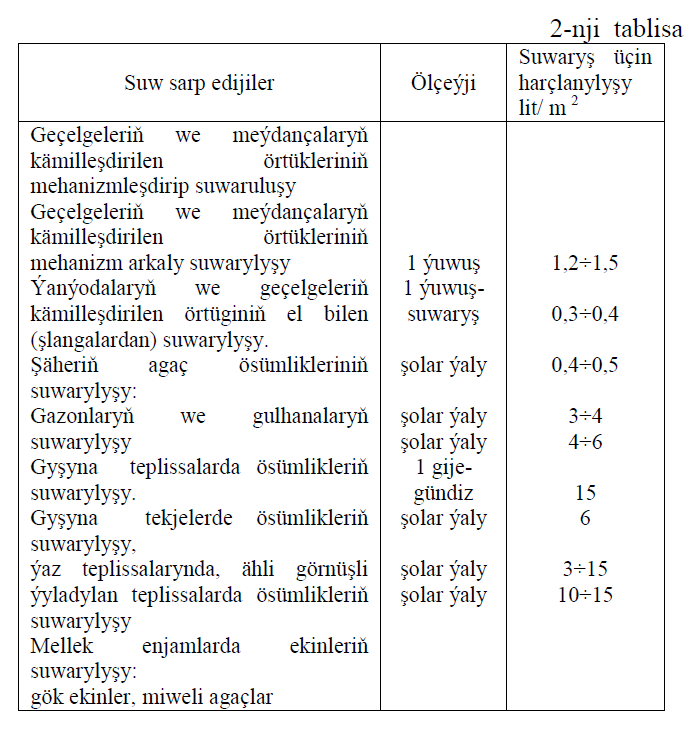 2-nji tablisa
Suw sarp edijiler Ölçeýji Suwaryş üçin
harçlanylyşy
lit/ m 2
Geçelgeleriň we meýdançalaryň
kämilleşdirilen örtükleriniň
mehanizmleşdirip suwaruluşy
Geçelgeleriň we meýdançalaryň
kämilleşdirilen örtükleriniň
mehanizm arkaly suwarylyşy 1 ýuwuş 1,2÷1,5
Ýanýodalaryň we geçelgeleriň 1 ýuwuş-
kämilleşdirilen örtüginiň el bilen suwaryş 0,3÷0,4
(şlangalardan) suwarylyşy.
Şäheriň agaç ösümlikleriniň şolar ýaly 0,4÷0,5
suwarylyşy:
Gazonlaryň we gulhanalaryň şolar ýaly 3÷4
suwarylyşy şolar ýaly 4÷6
Gyşyna teplissalarda ösümlikleriň 1 gije-
suwarylyşy. gündiz 15
Gyşyna tekjelerde ösümlikleriň şolar ýaly 6
suwarylyşy,
ýaz teplissalarynda, ähli görnüşli şolar ýaly 3÷15
ýyladylan teplissalarda ösümlikleriň şolar ýaly 10÷15
suwarylyşy
Mellek enjamlarda ekinleriň
suwarylyşy:
gök ekinler, miweli agaçlar